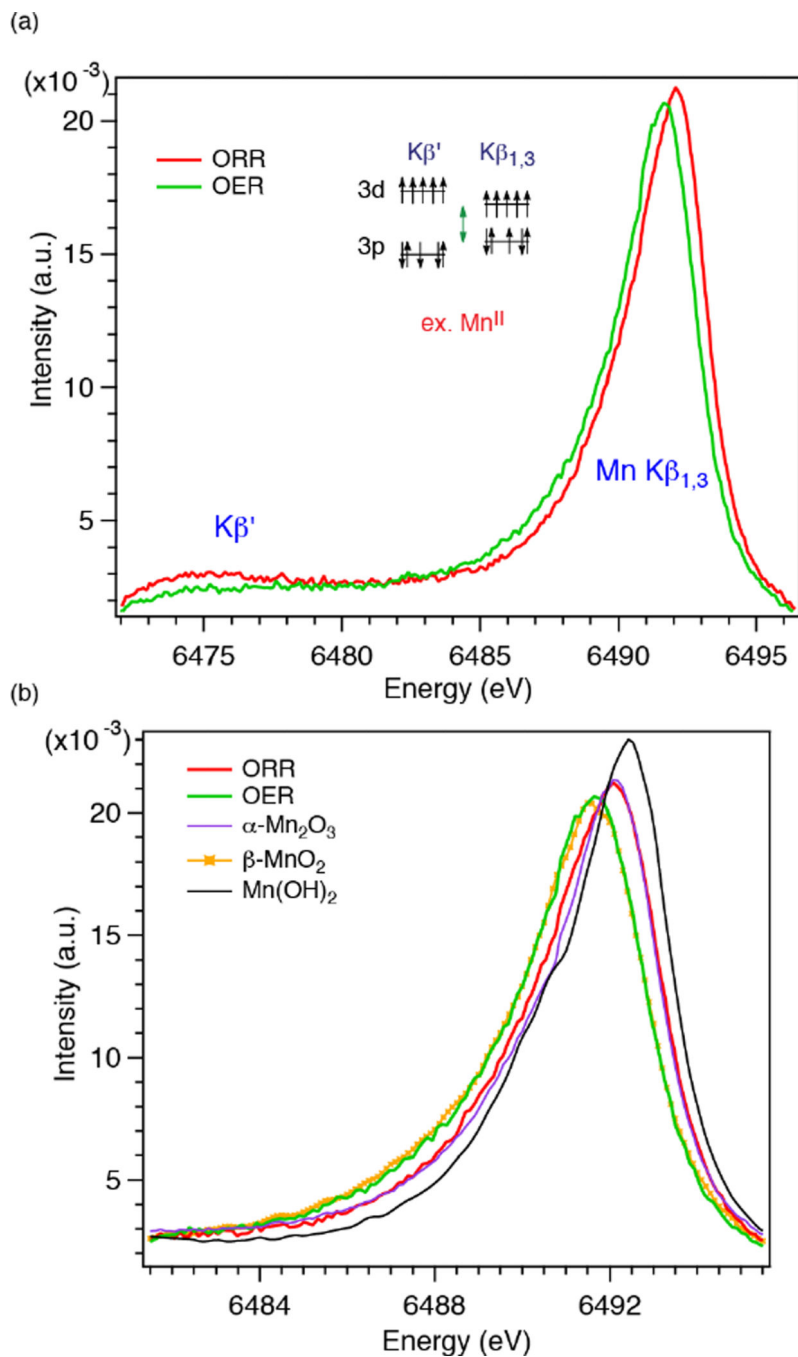 (a)
(x10⁻³)
20
15
10
5
Intensity (a.u.)
ORR
OER
Kβ' Kβ₁,₃
3d
3p
ex. Mnᴵᴵ
Kβ'
Mn Kβ₁,₃
6475 6480 6485 6490 6495
Energy (eV)
(b)
(x10⁻³)
20
15
10
5
Intensity (a.u.)
ORR
OER
α-Mn₂O₃
β-MnO₂
Mn(OH)₂
6484 6488 6492
Energy (eV)